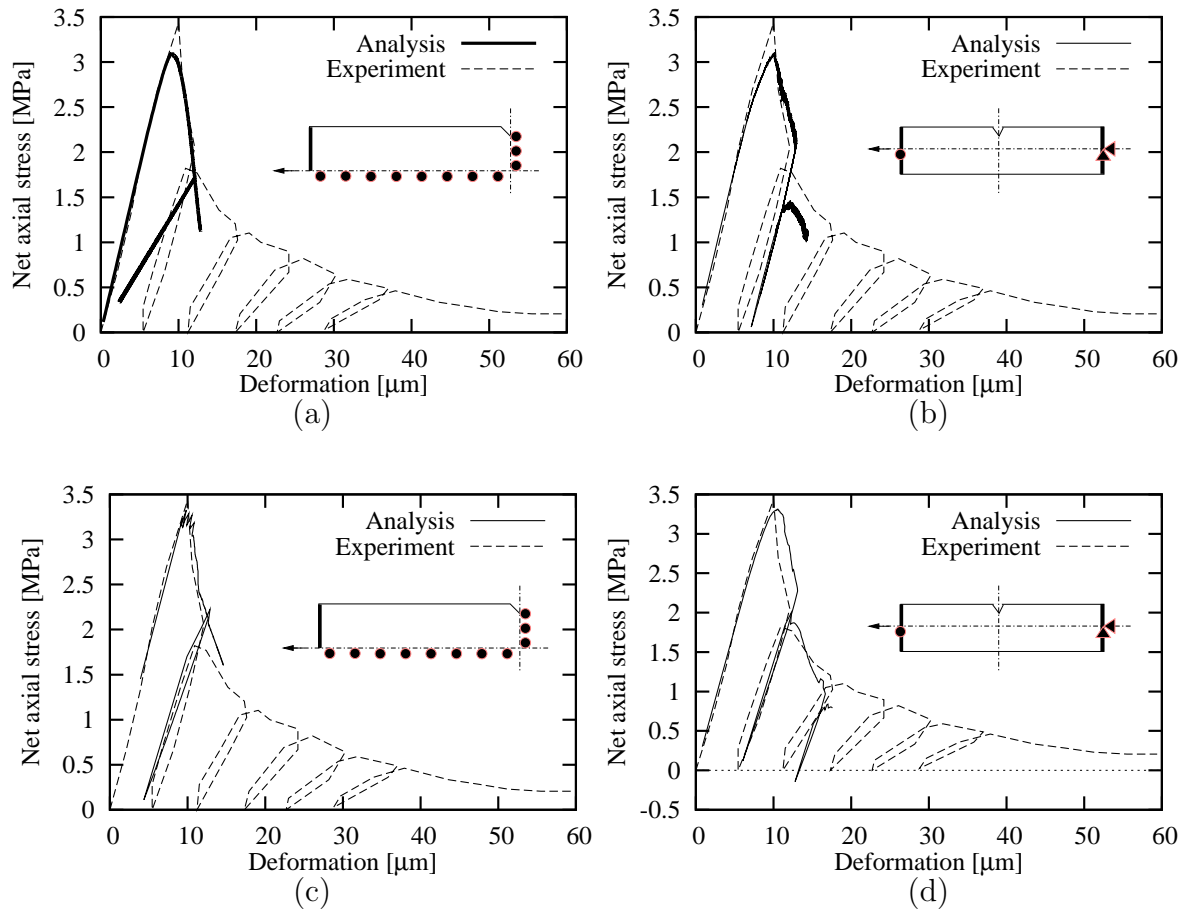 3.5
3
2.5
2
1.5
1
0.5
0
Net axial stress [MPa]
Analysis
Experiment
0 10 20 30 40 50 60
Deformation [μm]
(a)
3.5
3
2.5
2
1.5
1
0.5
0
Net axial stress [MPa]
Analysis
Experiment
0 10 20 30 40 50 60
Deformation [μm]
(b)
3.5
3
2.5
2
1.5
1
0.5
0
Net axial stress [MPa]
Analysis
Experiment
0 10 20 30 40 50 60
Deformation [μm]
(c)
3.5
3
2.5
2
1.5
1
0.5
0
-0.5
Net axial stress [MPa]
Analysis
Experiment
0 10 20 30 40 50 60
Deformation [μm]
(d)